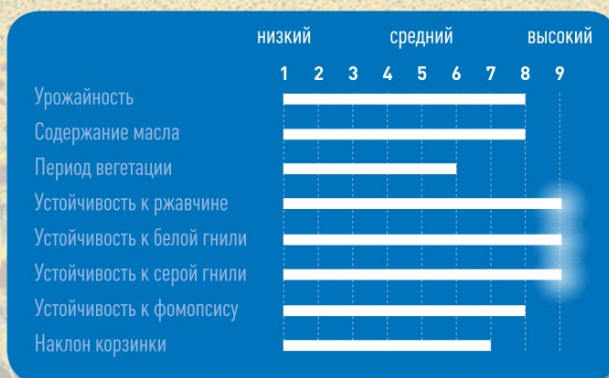 низкий средний высокий
1 2 3 4 5 6 7 8 9
Урожайность
Содержание масла
Период вегетации
Устойчивость к ржавчине
Устойчивость к белой гнили
Устойчивость к серой гнили
Устойчивость к фомопсису
Наклон корзинки